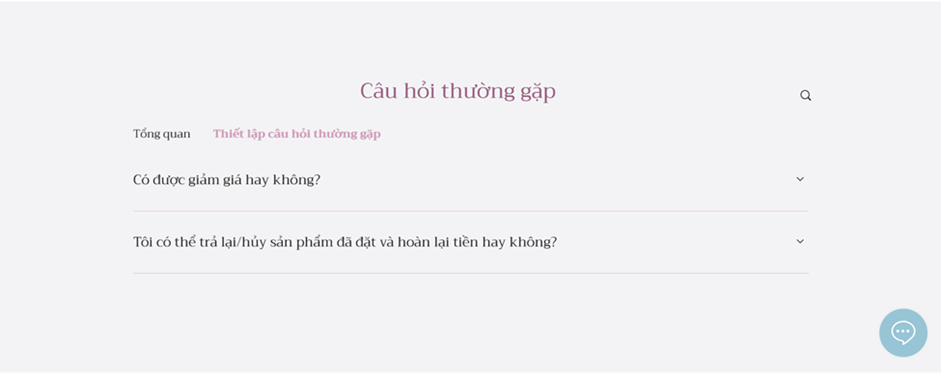 Câu hỏi thường gặp
Tổng quan Thiết lập câu hỏi thường gặp
Có được giảm giá hay không?
Tôi có thể trả lại/hủy sản phẩm đã đặt và hoàn lại tiền hay không?